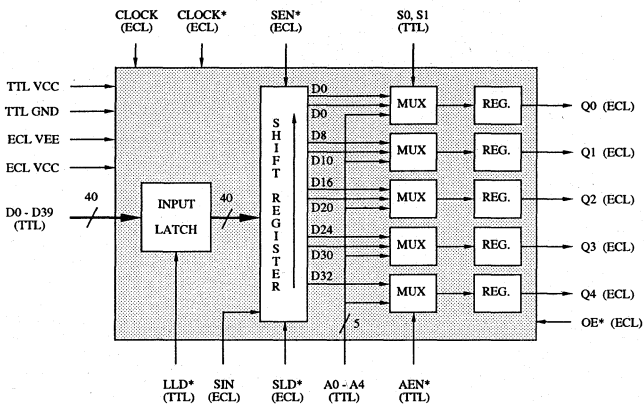 CLOCK
(ECL)
CLOCK*
(ECL)
SEN*
(ECL)
S0, S1
(TTL)
TTL VCC
TTL GND
ECL VEE
ECL VCC
D0 - D39
(TTL)
40
INPUT
LATCH
40
SHIFT REGISTER
D0
D0
D8
D10
D16
D20
D24
D30
D32
MUX
REG.
Q0 (ECL)
MUX
REG.
Q1 (ECL)
MUX
REG.
Q2 (ECL)
MUX
REG.
Q3 (ECL)
MUX
REG.
Q4 (ECL)
5
OE* (ECL)
LLD*
(TTL)
SIN
(ECL)
SLD*
(ECL)
A0 - A4
(TTL)
AEN*
(TTL)